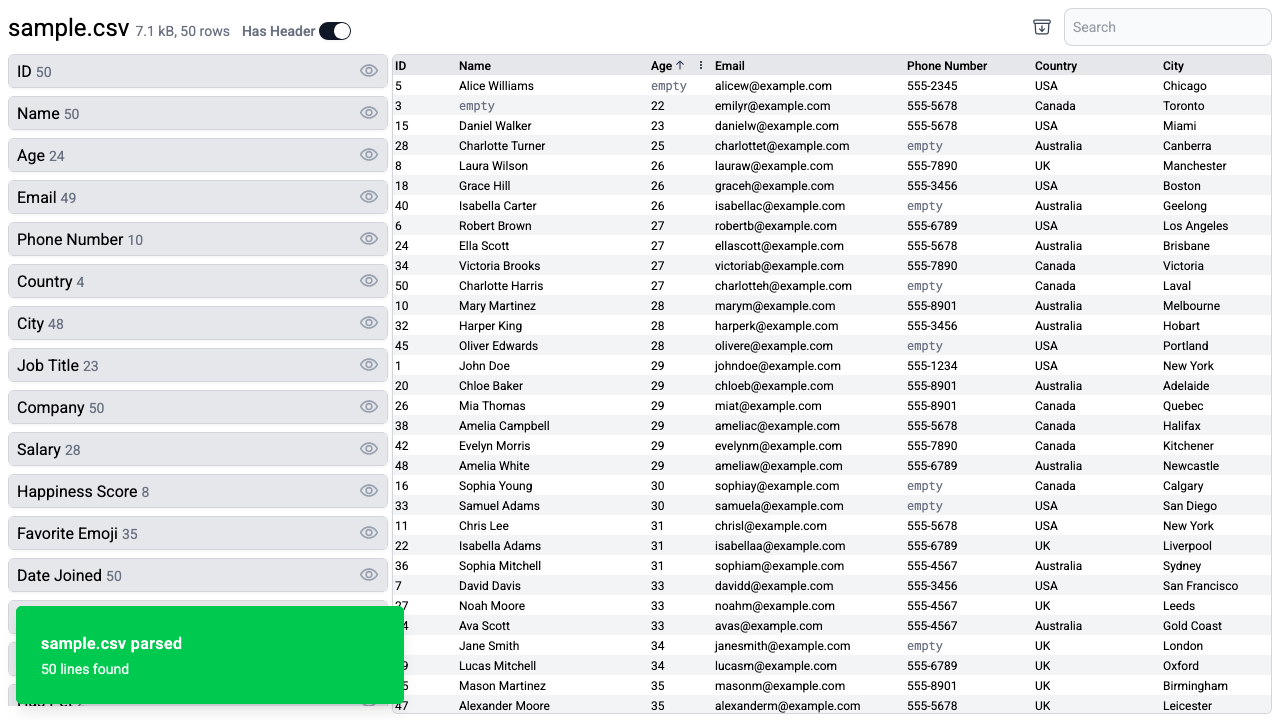 sample.csv 7.1 kB, 50 rows Has Header
Search
ID 50
Name 50
Age 24
Email 49
Phone Number 10
Country 4
City 48
Job Title 23
Company 50
Salary 28
Happiness Score 8
Favorite Emoji 35
Date Joined 50
sample.csv parsed
50 lines found
ID Name Age Email Phone Number Country City
5 Alice Williams empty alicew@example.com 555-2345 USA Chicago
3 empty 22 emilyr@example.com 555-5678 Canada Toronto
15 Daniel Walker 23 danielw@example.com 555-5678 USA Miami
28 Charlotte Turner 25 charlottet@example.com empty Australia Canberra
8 Laura Wilson 26 lauraw@example.com 555-7890 UK Manchester
18 Grace Hill 26 graceh@example.com 555-3456 USA Boston
40 Isabella Carter 26 isabellac@example.com empty Australia Geelong
6 Robert Brown 27 robertb@example.com 555-6789 USA Los Angeles
24 Ella Scott 27 ellascott@example.com 555-5678 Australia Brisbane
34 Victoria Brooks 27 victoriab@example.com 555-7890 Canada Victoria
50 Charlotte Harris 27 charlotteh@example.com empty Canada Laval
10 Mary Martinez 28 marym@example.com 555-8901 Australia Melbourne
32 Harper King 28 harperk@example.com 555-3456 Australia Hobart
45 Oliver Edwards 28 olivere@example.com empty USA Portland
1 John Doe 29 johndoe@example.com 555-1234 USA New York
20 Chloe Baker 29 chloeb@example.com 555-8901 Australia Adelaide
26 Mia Thomas 29 miat@example.com 555-8901 Canada Quebec
38 Amelia Campbell 29 ameliac@example.com 555-5678 Canada Halifax
42 Evelyn Morris 29 evelynm@example.com 555-7890 Canada Kitchener
48 Amelia White 29 ameliaw@example.com 555-6789 Australia Newcastle
16 Sophia Young 30 sophiay@example.com empty Canada Calgary
33 Samuel Adams 30 samuela@example.com empty USA San Diego
11 Chris Lee 31 chrisl@example.com 555-5678 USA New York
22 Isabella Adams 31 isabellaa@example.com 555-6789 UK Liverpool
36 Sophia Mitchell 31 sophiam@example.com 555-4567 Australia Sydney
7 David Davis 33 davidd@example.com 555-3456 USA San Francisco
Noah Moore 33 noahm@example.com 555-4567 UK Leeds
Ava Scott 33 avas@example.com 555-4567 Australia Gold Coast
Jane Smith 34 janesmith@example.com empty UK London
Lucas Mitchell 34 lucasm@example.com 555-6789 UK Oxford
Mason Martinez 35 masonm@example.com 555-8901 UK Birmingham
47 Alexander Moore 35 alexanderm@example.com 555-5678 UK Leicester